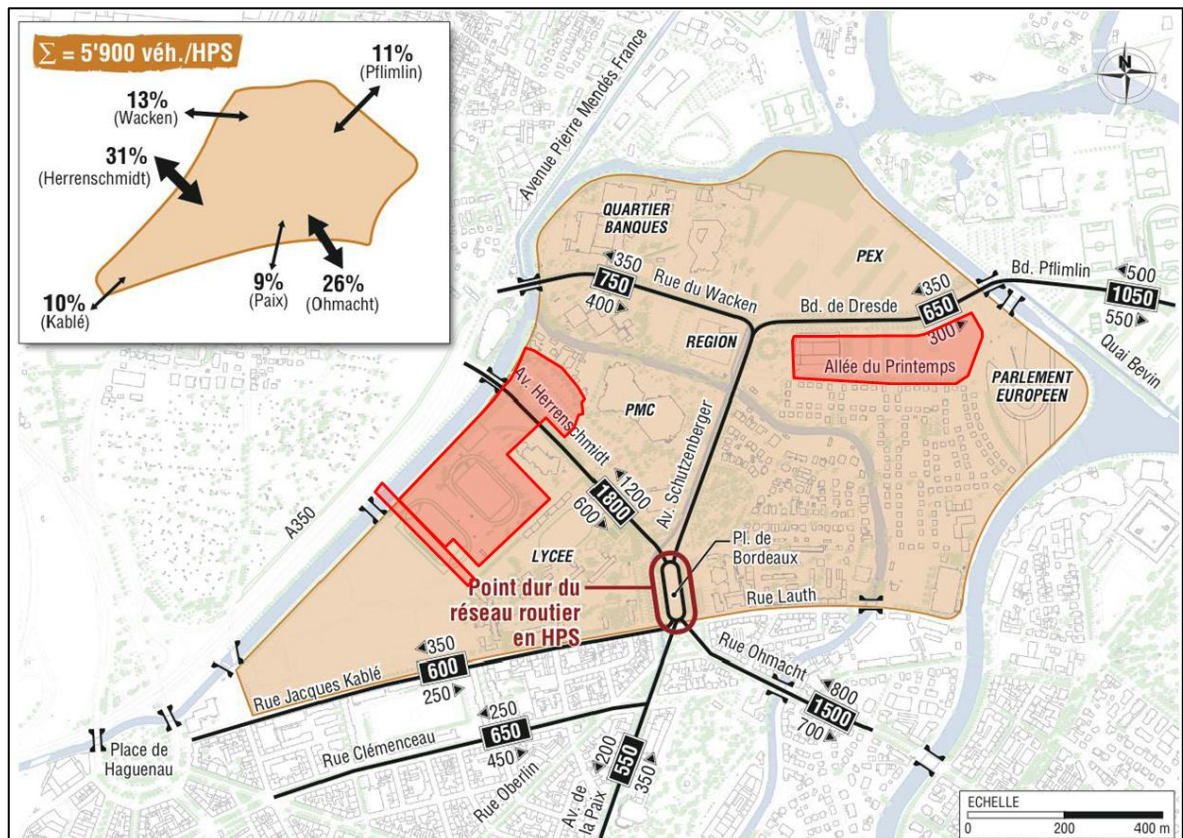 Σ = 5'900 véh./HPS
11%
(Pflimlin)
13%
(Wacken)
31%
(Herrenschmidt)
9%
(Paix)
26%
(Ohmacht)
10%
(Kablé)
Avenue Pierre Mendés France
N
QUARTIER
BANQUES
PEX
Bd. Pflimlin
◄500
1050
550►
◄350
750
400►
Rue du Wacken
Bd. de Dresde
◄350
650
300►
Quai Bevin
REGION
Allée du Printemps
PARLEMENT
EUROPEEN
Av. Herrenschmidt
PMC
Av. Schutzenberger
◄1200
1800
600►
A350
LYCEE
Pl. de
Bordeaux
Point dur du
réseau routier
en HPS
Rue Lauth
Rue Jacques Kablé
◄350
600
250►
Rue Ohmacht
◄800
1500
700►
Place de
Haguenau
Rue Clémenceau
◄250
650
450►
Rue Oberlin
Av. de
la Paix
◄200
550
350►
ECHELLE
0 200 400 m